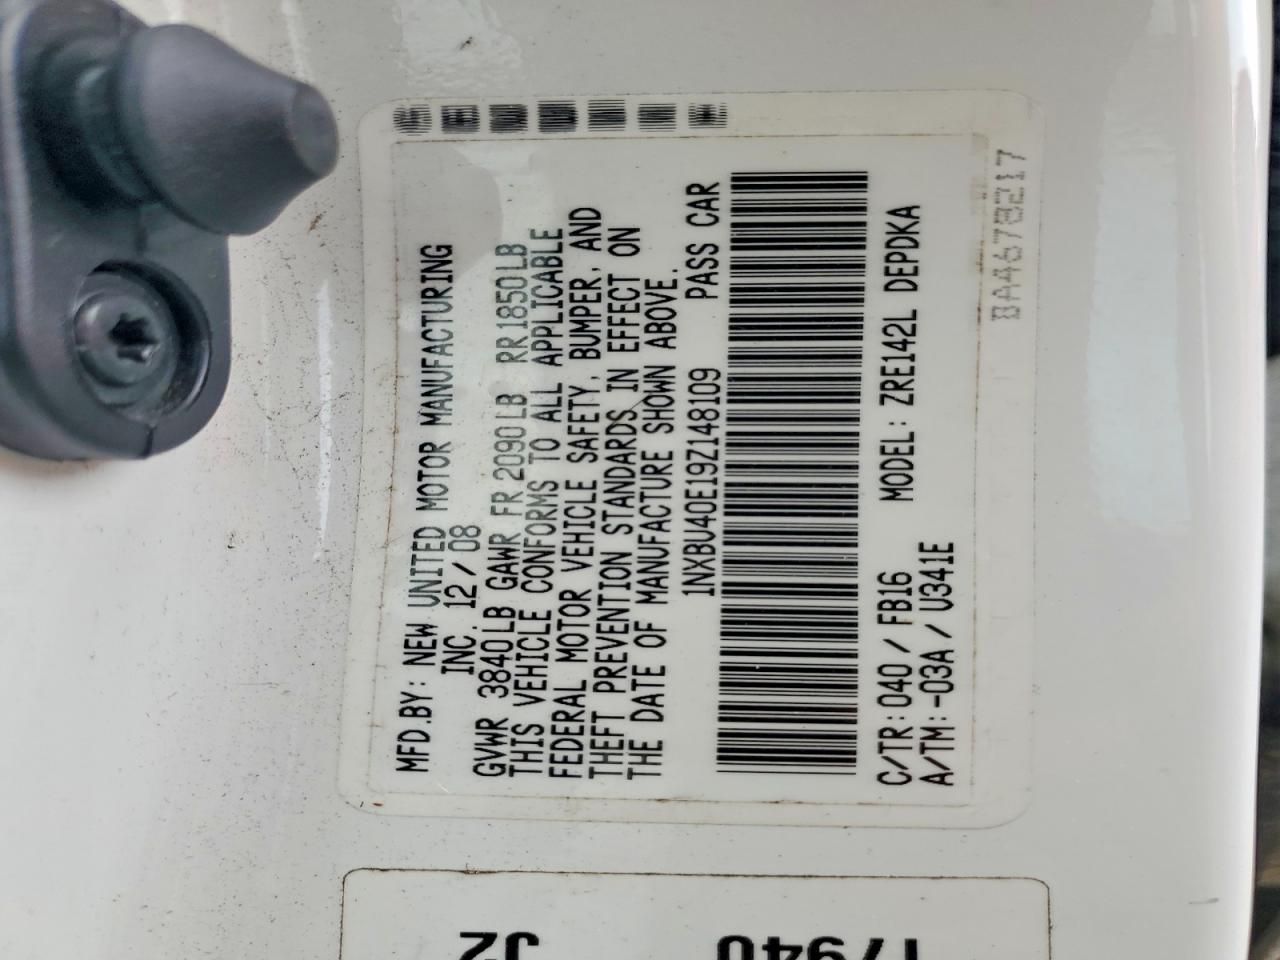 MFD.BY: NEW UNITED MOTOR MANUFACTURING
INC. 12/08
GVWR 3840LB GAWR FR 2090LB RR1850LB
THIS VEHICLE CONFORMS TO ALL APPLICABLE
FEDERAL MOTOR VEHICLE SAFETY, BUMPER, AND
THEFT PREVENTION STANDARDS IN EFFECT ON
THE DATE OF MANUFACTURE SHOWN ABOVE.
1NXBU40E19Z148109 PASS CAR
C/TR:040/FB16 MODEL: ZRE142L DEPDKA
A/TM:-03A/U341E
BAA678217
J2
17940